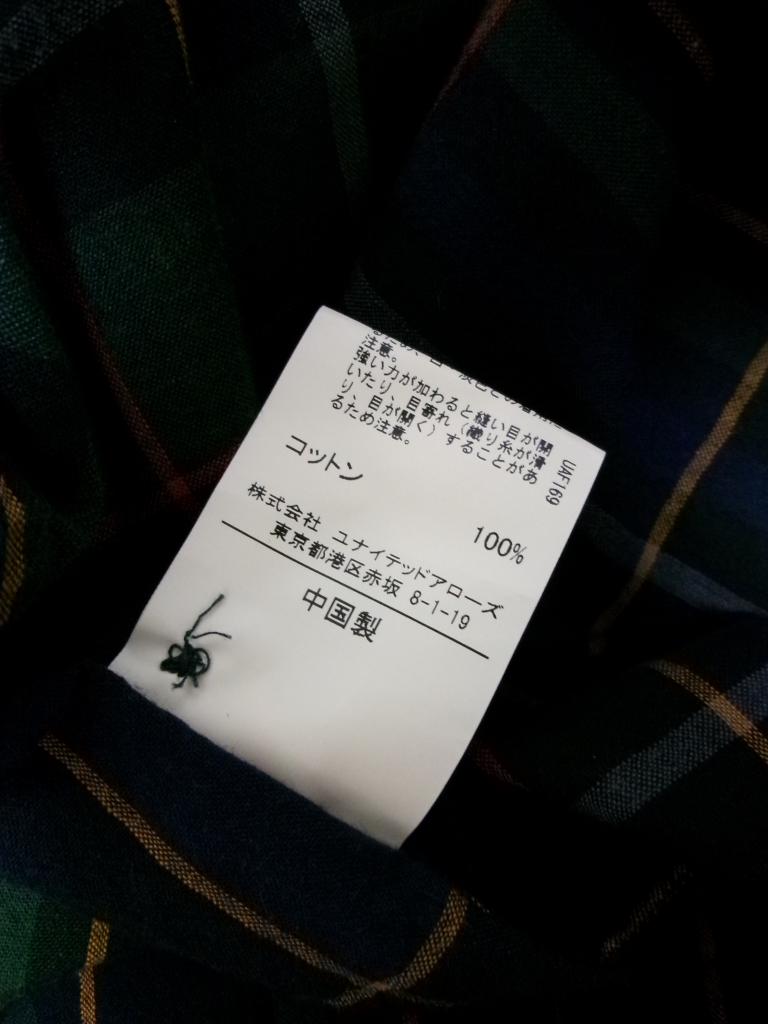 るため、
注意。
強い力が加わると縫い目が開
いたり、目寄れ（織り糸が滑
り、目が開く）することがあ
るため注意。
UAF169
コットン 100%
株式会社 ユナイテッドアローズ
東京都港区赤坂 8-1-19
中国製